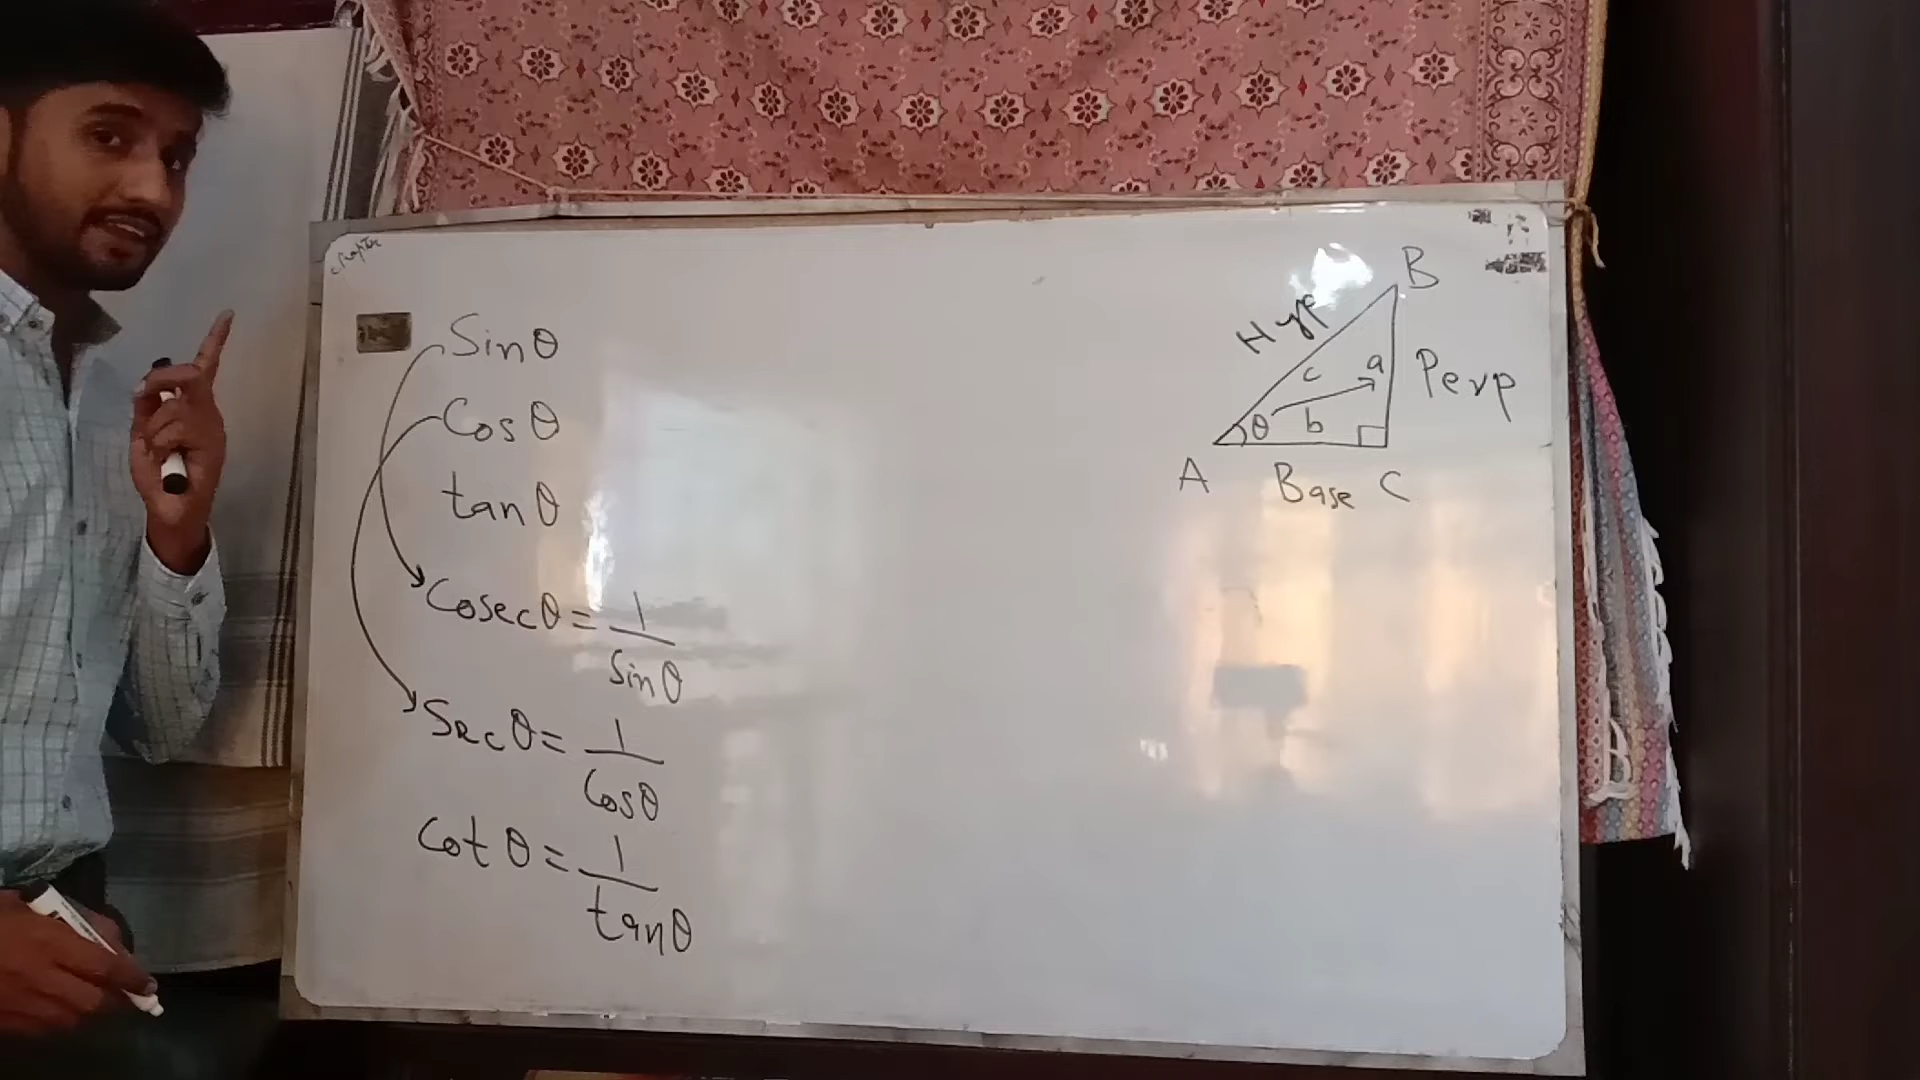 chapter
Sinθ
Cosθ
tanθ
Cosecθ = 1/Sinθ
Secθ = 1/Cosθ
Cotθ = 1/tanθ
B
Hyp
c
a
Perp
θ
b
A
Base
C